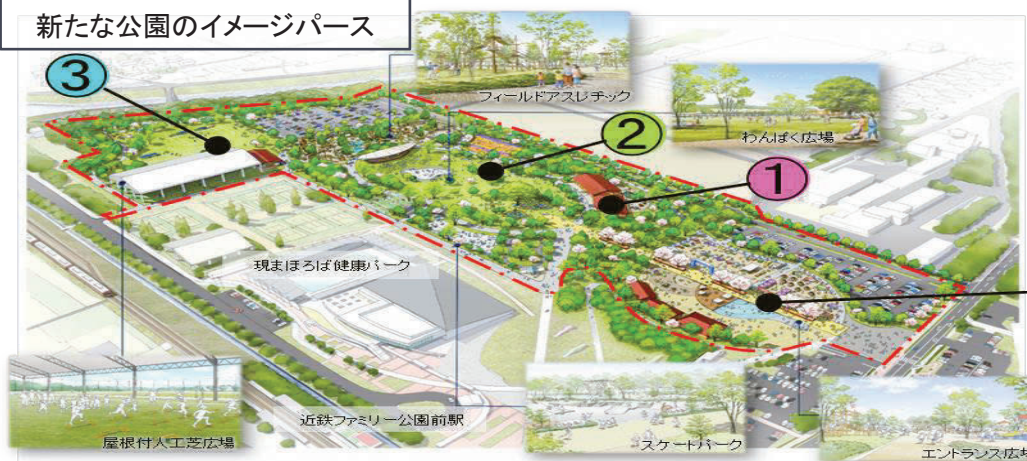 新たな公園のイメージパース
③
フィールドアスレチック
②
わんぱく広場
①
現まほろば健康パーク
屋根付人工芝広場
近鉄ファミリー公園前駅
スケートパーク
エントランス広場